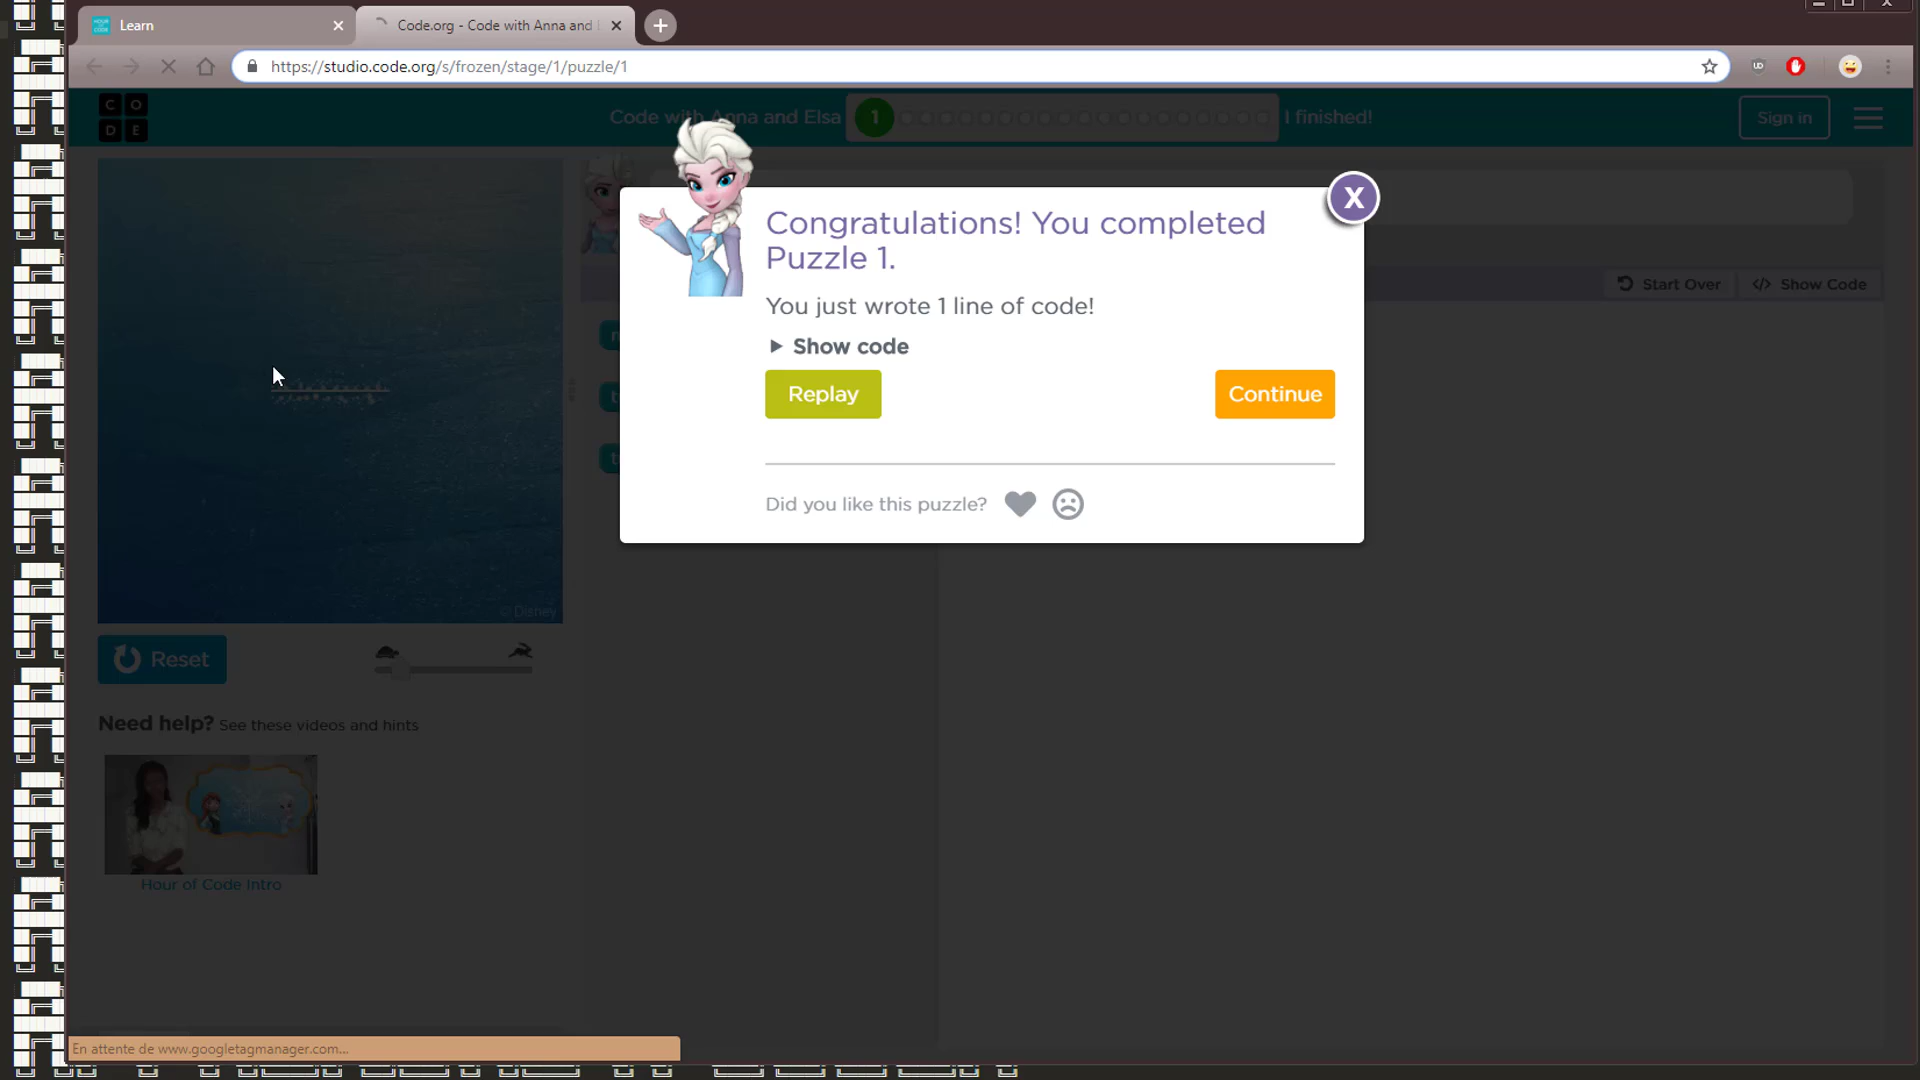 Learn
Code.org - Code with Anna and
https://studio.code.org/s/frozen/stage/1/puzzle/1
CODE
Code with Anna and Elsa
1
I finished!
Sign in
X
Congratulations! You completed
Puzzle 1.
You just wrote 1 line of code!
Show code
Replay
Continue
Did you like this puzzle?
Start Over
Show Code
© Disney
Reset
Need help? See these videos and hints
Hour of Code Intro
En attente de www.googletagmanager.com...